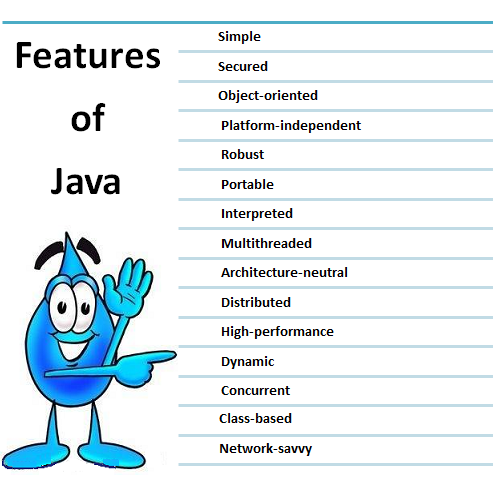 Features
of
Java
Simple
Secured
Object-oriented
Platform-independent
Robust
Portable
Interpreted
Multithreaded
Architecture-neutral
Distributed
High-performance
Dynamic
Concurrent
Class-based
Network-savvy